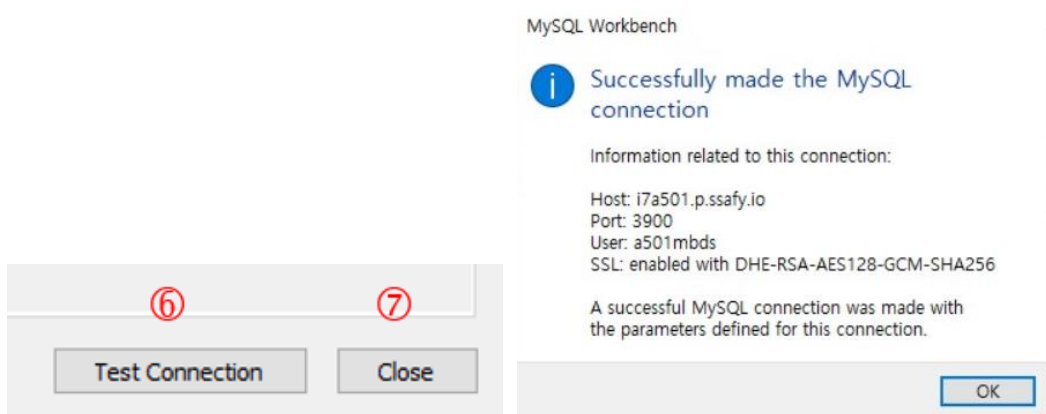 ⑥
⑦
Test Connection
Close
MySQL Workbench
i
Successfully made the MySQL
connection
Information related to this connection:
Host: i7a501.p.ssafy.io
Port: 3900
User: a501mbds
SSL: enabled with DHE-RSA-AES128-GCM-SHA256
A successful MySQL connection was made with
the parameters defined for this connection.
OK